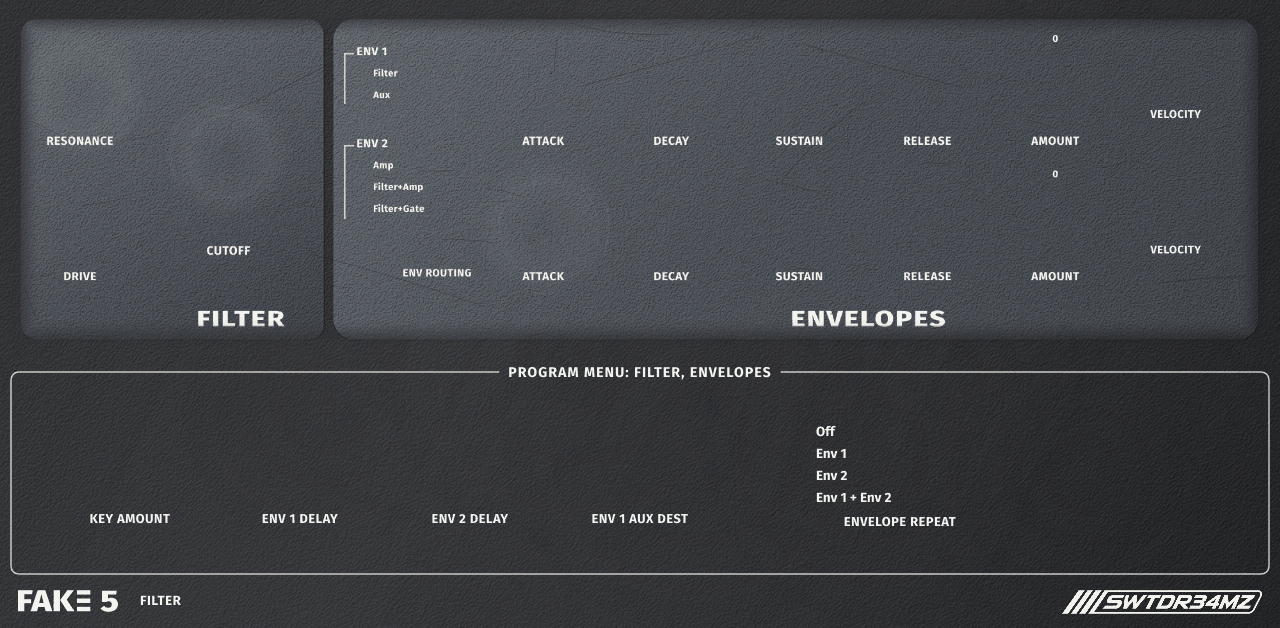 ENV 1
Filter
Aux
0
VELOCITY
RESONANCE
ATTACK
DECAY
SUSTAIN
RELEASE
AMOUNT
ENV 2
Amp
Filter+Amp
Filter+Gate
0
CUTOFF
VELOCITY
DRIVE
ENV ROUTING
ATTACK
DECAY
SUSTAIN
RELEASE
AMOUNT
FILTER
ENVELOPES
PROGRAM MENU: FILTER, ENVELOPES
Off
Env 1
Env 2
Env 1 + Env 2
KEY AMOUNT
ENV 1 DELAY
ENV 2 DELAY
ENV 1 AUX DEST
ENVELOPE REPEAT
FAKE 5
FILTER
SWTDR34MZ